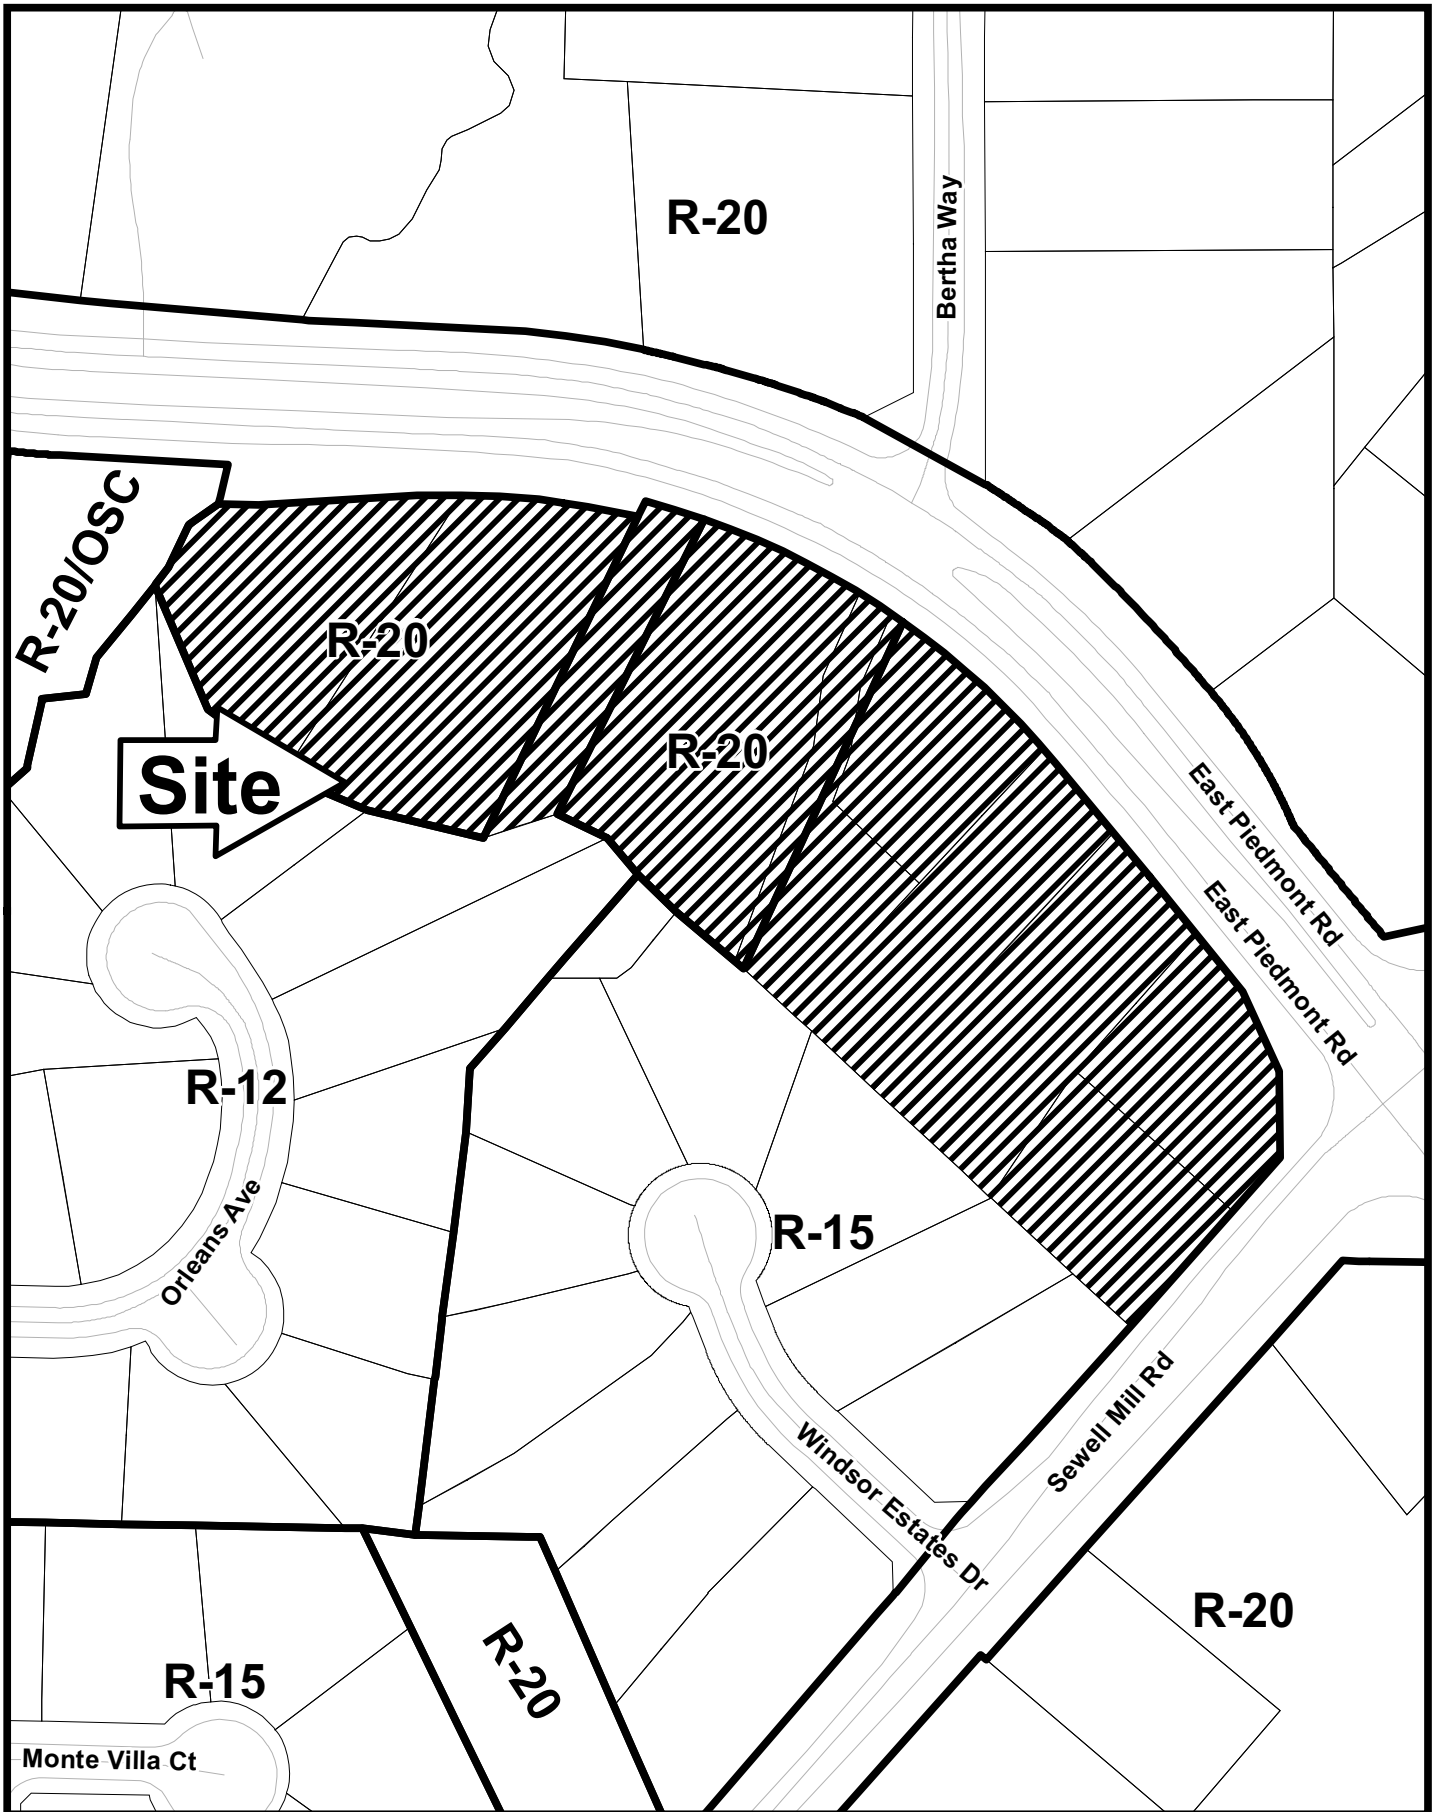 R-20
Bertha Way
R-20/OSC
R-20
R-20
Site
East Piedmont Rd
East Piedmont Rd
R-12
Orleans Ave
R-15
Sewell Mill Rd
Windsor Estates Dr
R-20
R-20
R-15
Monte Villa Ct